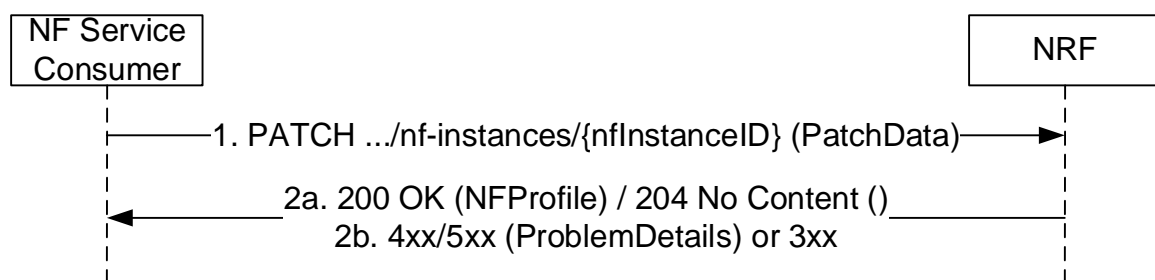 NF Service
Consumer
NRF
1. PATCH .../nf-instances/{nfInstanceID} (PatchData)
2a. 200 OK (NFProfile) / 204 No Content ()
2b. 4xx/5xx (ProblemDetails) or 3xx